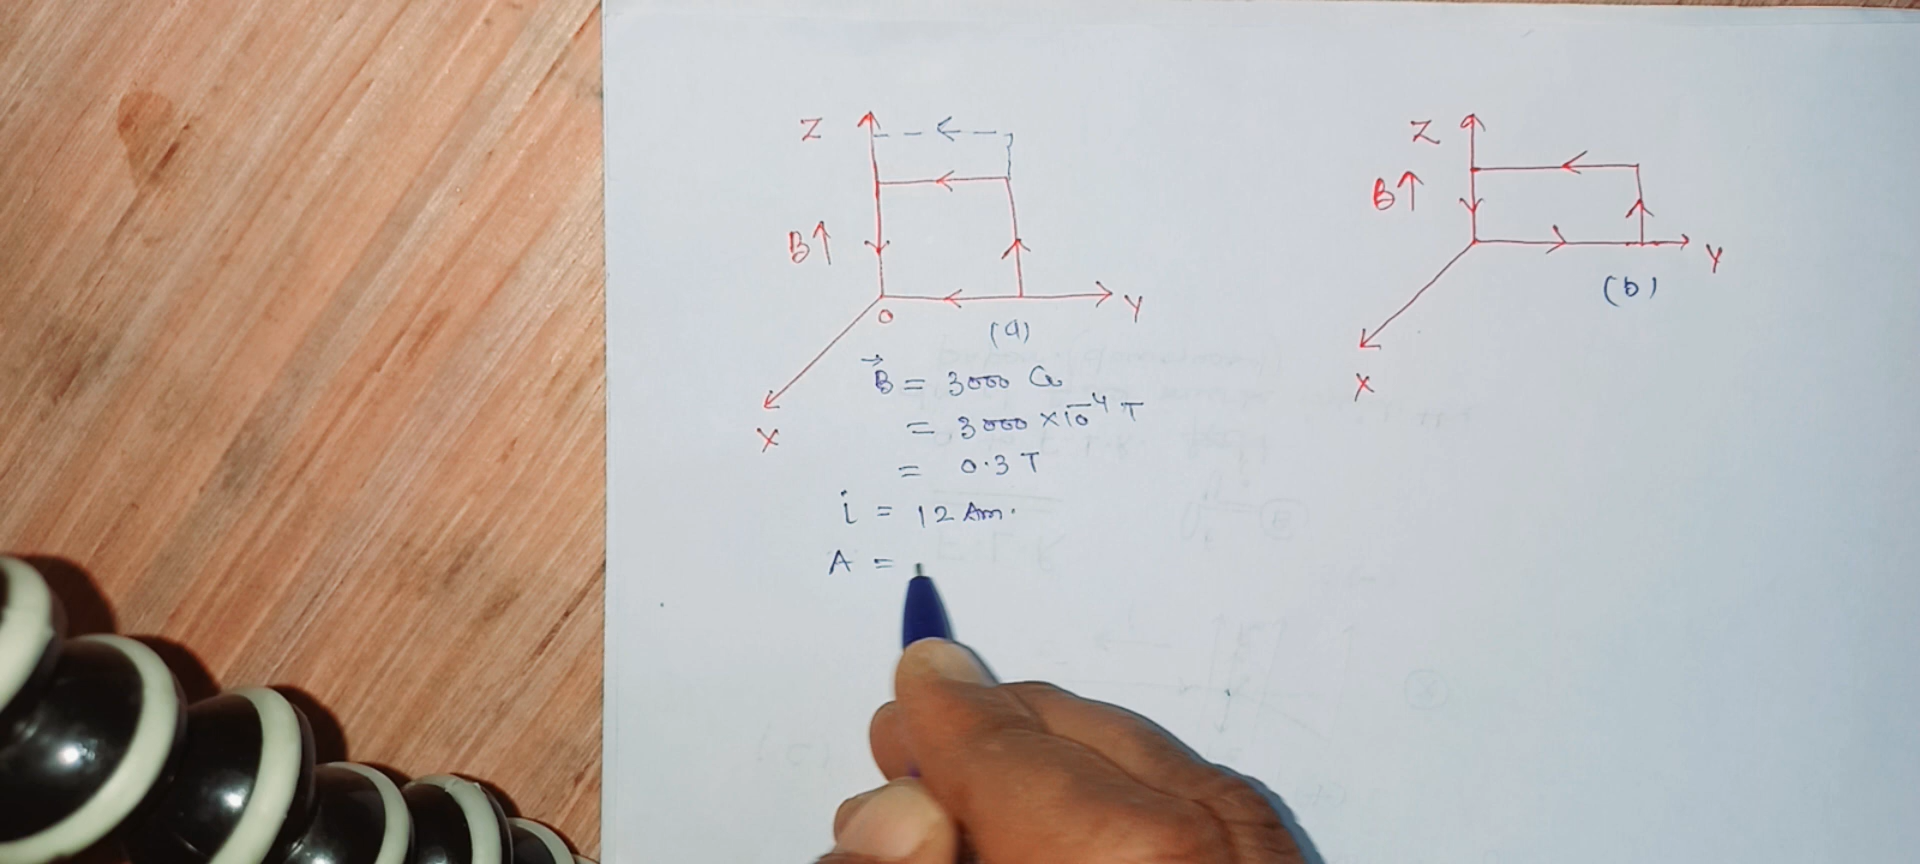 Z
B↑
O
Y
X
(a)
Z
B↑
Y
X
(b)
B⃗ = 3000 G
= 3000 × 10⁻⁴ T
= 0.3 T
i = 12 Am.
A =